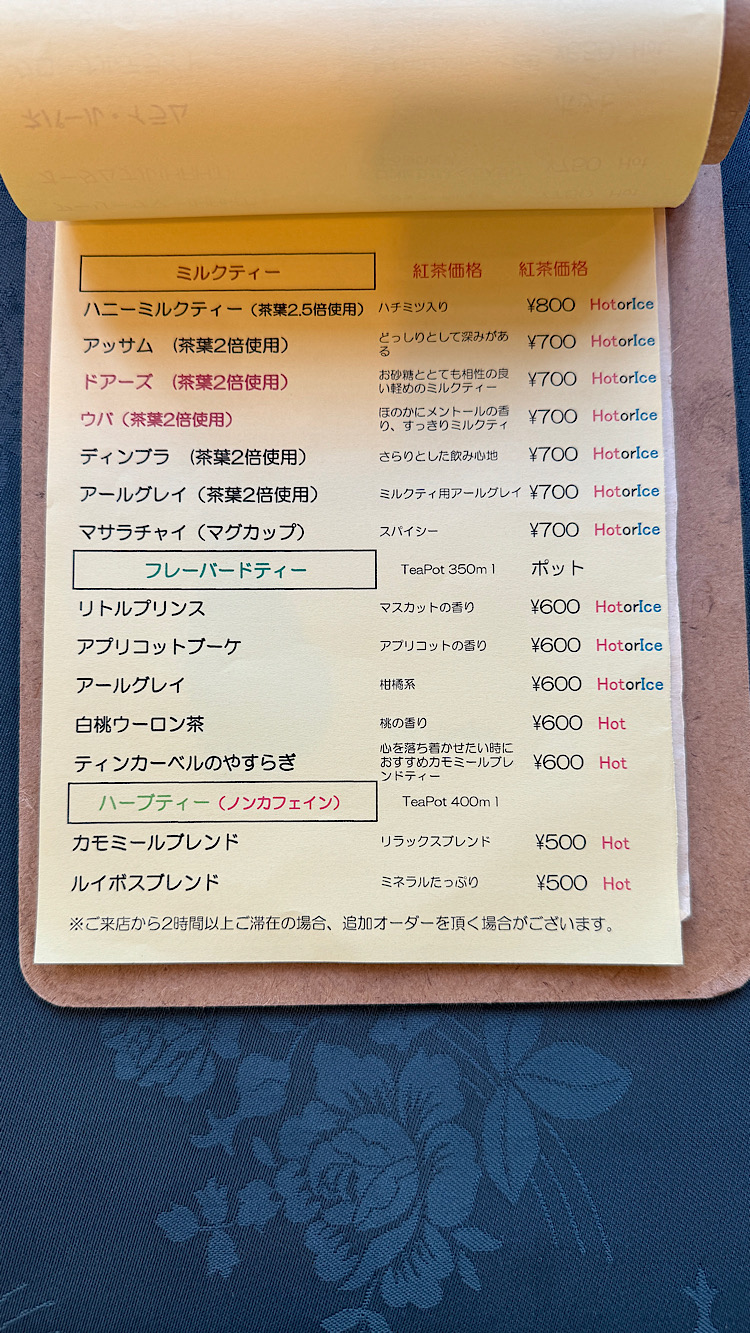 ミルクティー 紅茶価格 紅茶価格
ハニーミルクティー（茶葉2.5倍使用） ハチミツ入り ¥800 HotorIce
アッサム （茶葉2倍使用） どっしりとして深みがあ
る ¥700 HotorIce
ドアーズ （茶葉2倍使用） お砂糖ととても相性の良
い軽めのミルクティー ¥700 HotorIce
ウバ（茶葉2倍使用） ほのかにメントールの香
り、すっきりミルクティ ¥700 HotorIce
ディンブラ （茶葉2倍使用） さらりとした飲み心地 ¥700 HotorIce
アールグレイ（茶葉2倍使用） ミルクティ用アールグレイ ¥700 HotorIce
マサラチャイ（マグカップ） スパイシー ¥700 HotorIce
フレーバードティー TeaPot 350ml ポット
リトルプリンス マスカットの香り ¥600 HotorIce
アプリコットブーケ アプリコットの香り ¥600 HotorIce
アールグレイ 柑橘系 ¥600 HotorIce
白桃ウーロン茶 桃の香り ¥600 Hot
ティンカーベルのやすらぎ 心を落ち着かせたい時に
おすすめカモミールブレ
ンドティー ¥600 Hot
ハーブティー（ノンカフェイン） TeaPot 400ml
カモミールブレンド リラックスブレンド ¥500 Hot
ルイボスブレンド ミネラルたっぷり ¥500 Hot
※ご来店から2時間以上ご滞在の場合、追加オーダーを頂く場合がございます。